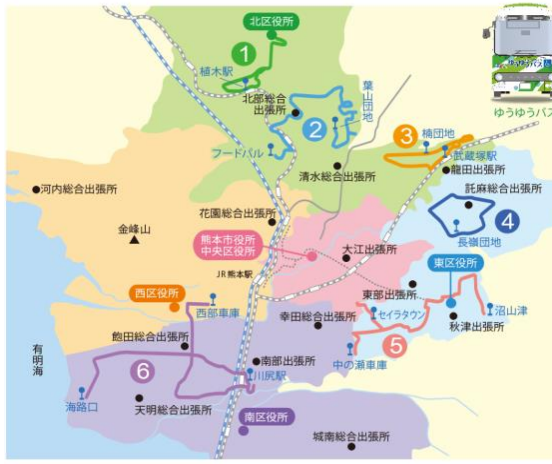 北区役所
1
植木駅
北部総合
出張所
葉山団地
ゆうゆうバス
2
フードパル
3
楠団地
武蔵塚駅
龍田出張所
清水総合出張所
託麻総合出張所
河内総合出張所
4
長嶺団地
花園総合出張所
金峰山
熊本市役所
中央区役所
大江出張所
JR熊本駅
東区役所
西区役所
西部車庫
東部出張所
沼山津
幸田総合出張所
セイラタウン
秋津出張所
飽田総合出張所
5
有明海
6
南部出張所
中の瀬車庫
川尻駅
海路口
天明総合出張所
南区役所
城南総合出張所